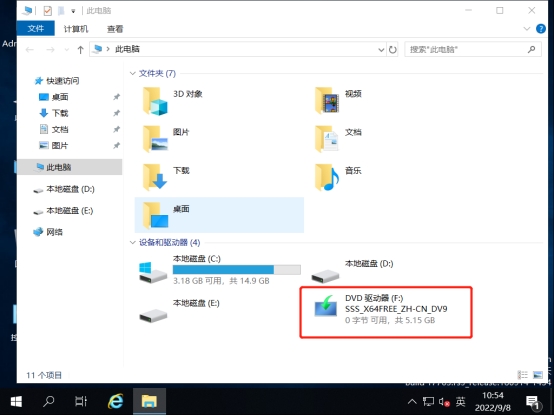 此电脑
文件
计算机
查看
此电脑
搜索"此电脑"
快速访问
桌面
下载
文档
图片
此电脑
本地磁盘 (D:)
本地磁盘 (E:)
网络
文件夹 (7)
3D 对象
视频
图片
文档
下载
音乐
桌面
设备和驱动器 (4)
本地磁盘 (C:)
3.18 GB 可用，共 14.9 GB
本地磁盘 (D:)
本地磁盘 (E:)
DVD 驱动器 (F:)
SSS_X64FREE_ZH-CN_DV9
0 字节 可用，共 5.15 GB
11 个项目
英
10:54
2022/9/8
1